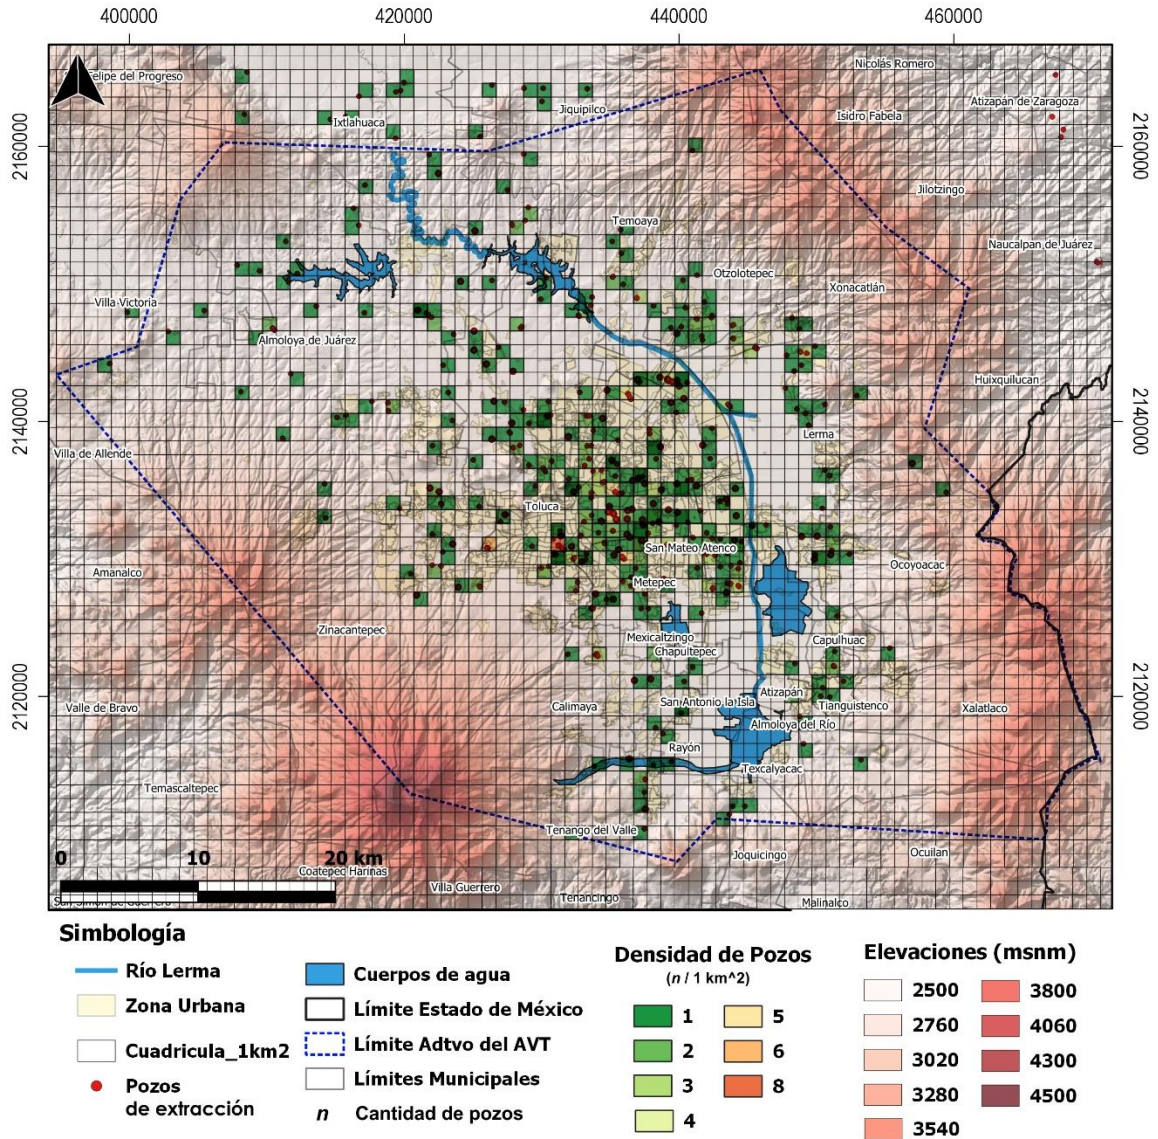 400000 420000 440000 460000
Nicolás Romero
Felipe del Progreso
Atizapán de Zaragoza
Jiquipilco
Isidro Fabela
Ixtlahuaca
2160000 2160000
Jilotzingo
Temoaya
Naucalpan de Juárez
Otzolotepec
Xonacatlán
Villa Victoria
Almoloya de Juárez
Huixquilucan
2140000 2140000
Lerma
Villa de Allende
Toluca
San Mateo Atenco
Ocoyoacac
Amanalco
Metepec
Zinacantepec
Mexicaltzingo
Capulhuac
Chapultepec
2120000 2120000
Atizapán
San Antonio la Isla
Valle de Bravo
Calimaya
Tianguistenco
Xalatlaco
Almoloya del Río
Rayón
Texcalyacac
Temascaltepec
Tenango del Valle
Joquicingo
Ocuilan
0 10 20 km
Coatepec Harinas
Villa Guerrero
Tenancingo
San Simón de Guerrero
Malinalco
Simbología
Río Lerma
Zona Urbana
Cuadricula_1km2
Pozos
de extracción
Cuerpos de agua
Límite Estado de México
Límite Adtvo del AVT
Límites Municipales
n Cantidad de pozos
Densidad de Pozos
(n / 1 km^2)
1 5
2 6
3 8
4
Elevaciones (msnm)
2500 3800
2760 4060
3020 4300
3280 4500
3540